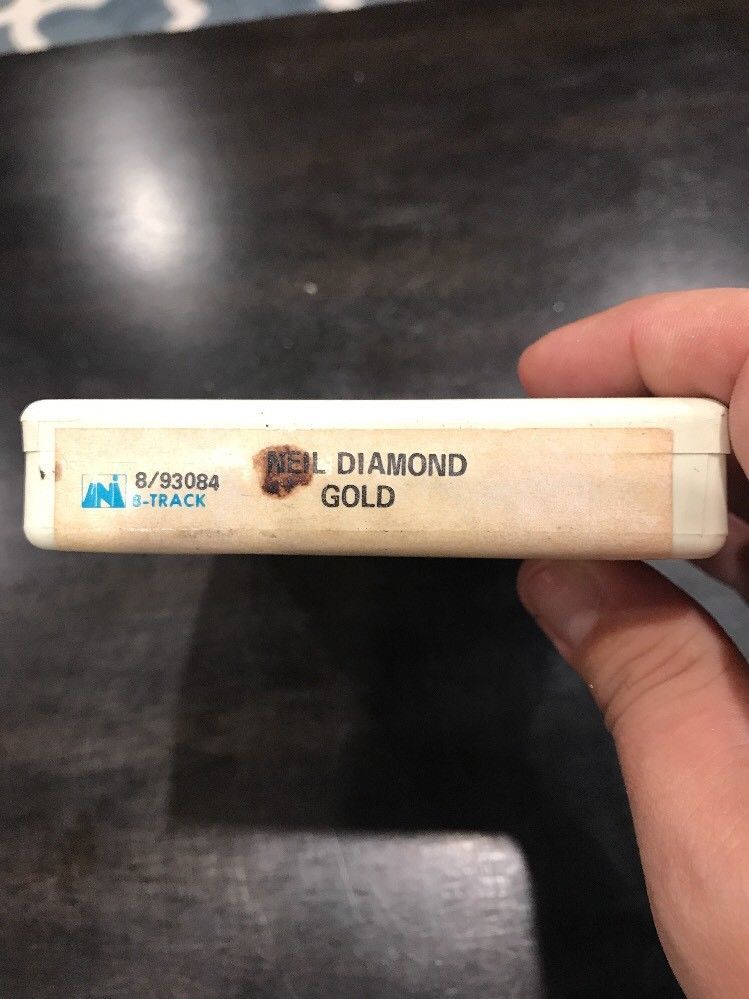 8/93084
8-TRACK
NEIL DIAMOND
GOLD